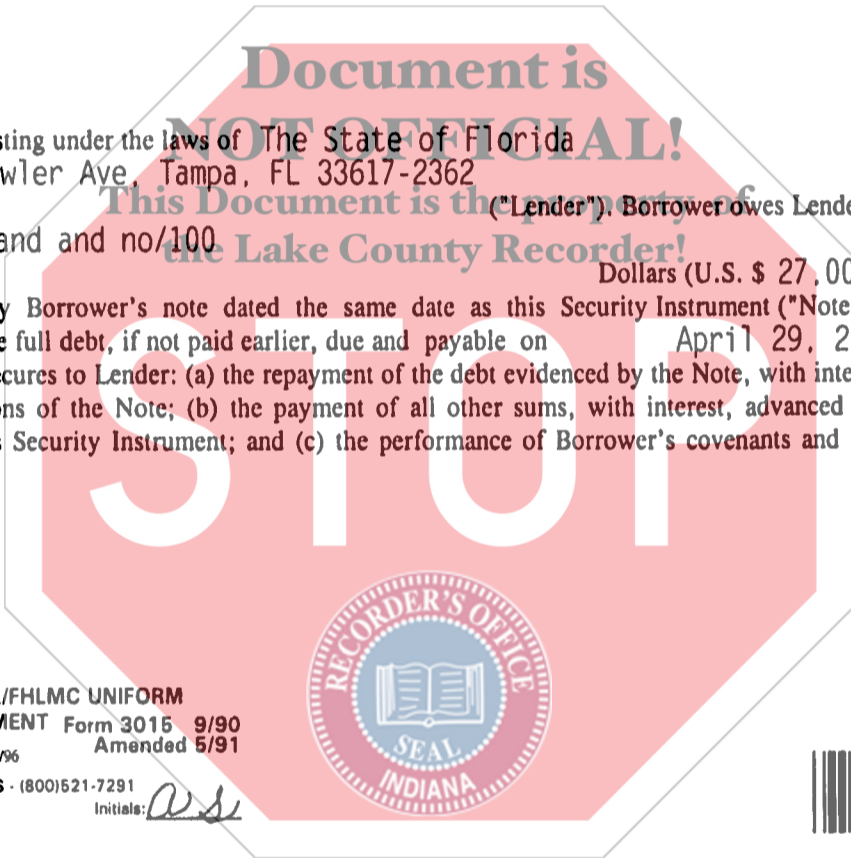 Document is
NOT OFFICIAL!
sting under the laws of The State of Florida
wler Ave, Tampa, FL 33617-2362
This Document is the property of
("Lender"). Borrower owes Lende
and and no/100
the Lake County Recorder!
Dollars (U.S. $ 27,00
y Borrower's note dated the same date as this Security Instrument ("Note
e full debt, if not paid earlier, due and payable on April 29, 2
cures to Lender: (a) the repayment of the debt evidenced by the Note, with inte
ns of the Note; (b) the payment of all other sums, with interest, advanced
s Security Instrument; and (c) the performance of Borrower's covenants and
STOP
RECORDER'S OFFICE
SEAL
INDIANA
/FHLMC UNIFORM
MENT Form 3015 9/90
Amended 5/91
/96
S - (800)521-7291
Initials: as